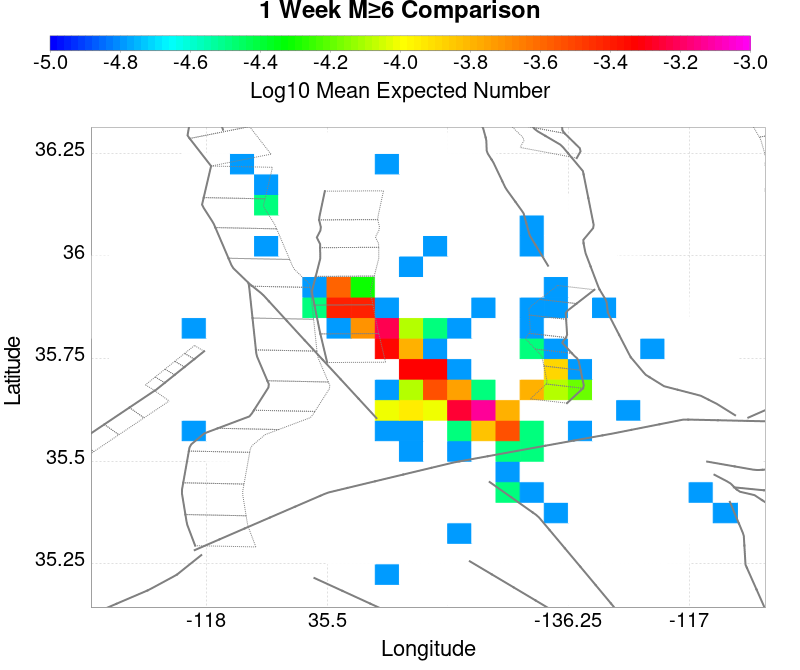 1 Week M≥6 Comparison
-5.0 -4.8 -4.6 -4.4 -4.2 -4.0 -3.8 -3.6 -3.4 -3.2 -3.0
Log10 Mean Expected Number
36.25
36
35.75
35.5
35.25
Latitude
-118 35.5 -136.25 -117
Longitude